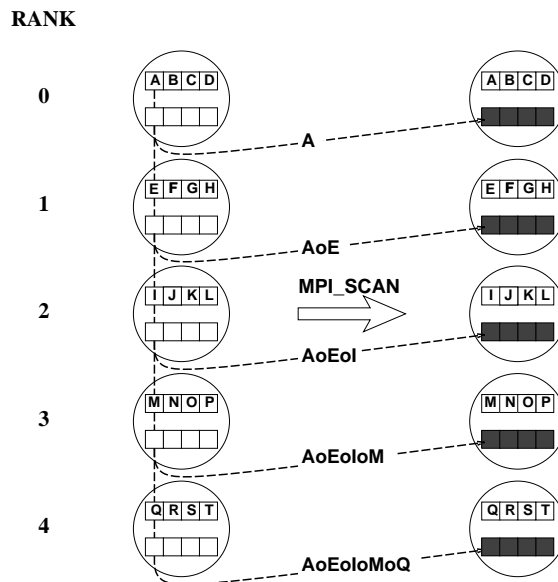 RANK
A B C D A B C D
0
A
E F G H E F G H
1
AoE
MPI_SCAN
I J K L I J K L
2
AoEoI
M N O P M N O P
3
AoEoIoM
Q R S T Q R S T
4
AoEoIoMoQ